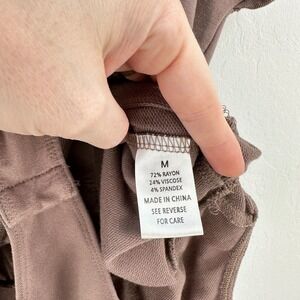 M
72% RAYON
24% VISCOSE
4% SPANDEX
MADE IN CHINA
SEE REVERSE
FOR CARE